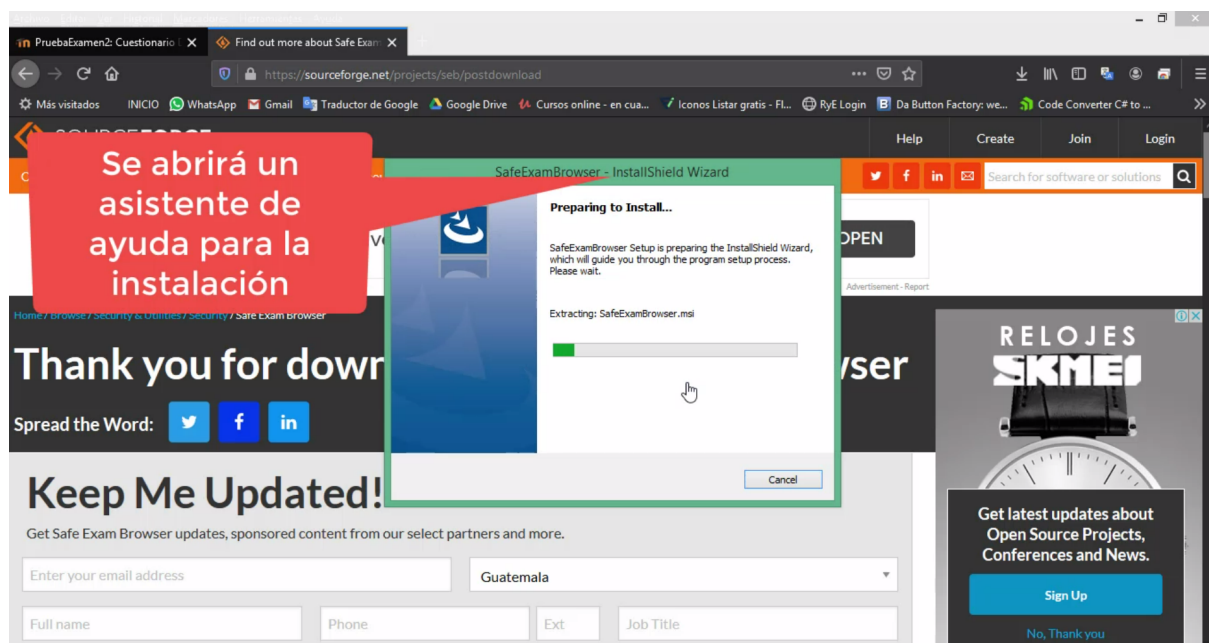 PruebaExamen2: Cuestionario
Find out more about Safe Exam
https://sourceforge.net/projects/seb/postdownload
Más visitados INICIO WhatsApp Gmail Traductor de Google Google Drive Cursos online - en cua... Iconos Listar gratis - Fl... RyE Login Da Button Factory: we... Code Converter C# to ...
Help Create Join Login
Search for software or solutions
Se abrirá un
asistente de
ayuda para la
instalación
SafeExamBrowser - InstallShield Wizard
Preparing to Install...
SafeExamBrowser Setup is preparing the InstallShield Wizard,
which will guide you through the program setup process.
Please wait.
Extracting: SafeExamBrowser.msi
Cancel
OPEN
Advertisement - Report
Home / Browse / Security & Utilities / Security / Safe Exam Browser
Thank you for
Spread the Word:
Keep Me Updated!
Get Safe Exam Browser updates, sponsored content from our select partners and more.
Enter your email address
Guatemala
Full name Phone Ext Job Title
RELOJES
SKMEI
Get latest updates about
Open Source Projects,
Conferences and News.
Sign Up
No, Thank you